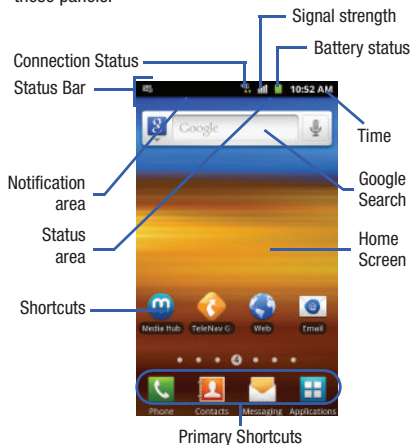 these panels.
Signal strength
Battery status
Connection Status
Status Bar
10:52 AM
Google
Time
Notification
area
Google
Search
Status
area
Home
Screen
Shortcuts
Media Hub TeleNav G Web Email
4
Phone Contacts Messaging Applications
Primary Shortcuts